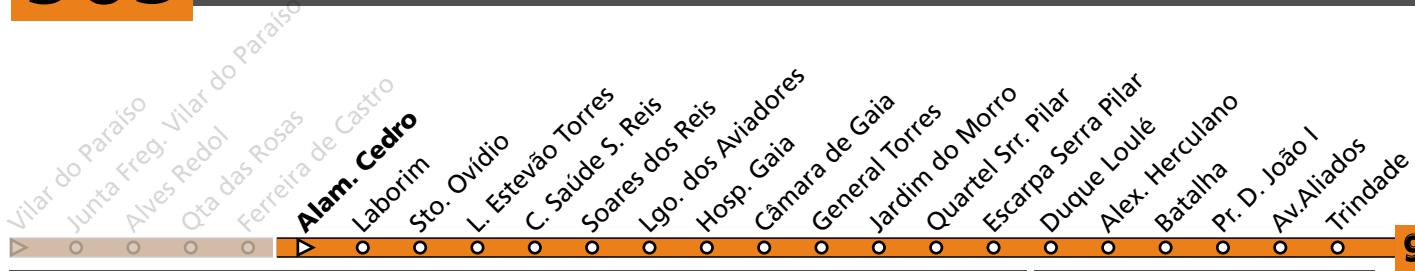 Vilar do Paraíso
Junta Freg. Vilar do Paraíso
Alves Redol
Qta das Rosas
Ferreira de Castro
Alam. Cedro
Laborim
Sto. Ovídio
L. Estevão Torres
C. Saúde S. Reis
Soares dos Reis
Lgo. dos Aviadores
Hosp. Gaia
Câmara de Gaia
General Torres
Jardim do Morro
Quartel Srr. Pilar
Escarpa Serra Pilar
Duque Loulé
Alex. Herculano
Batalha
Pr. D. João I
Av.Aliados
Trindade